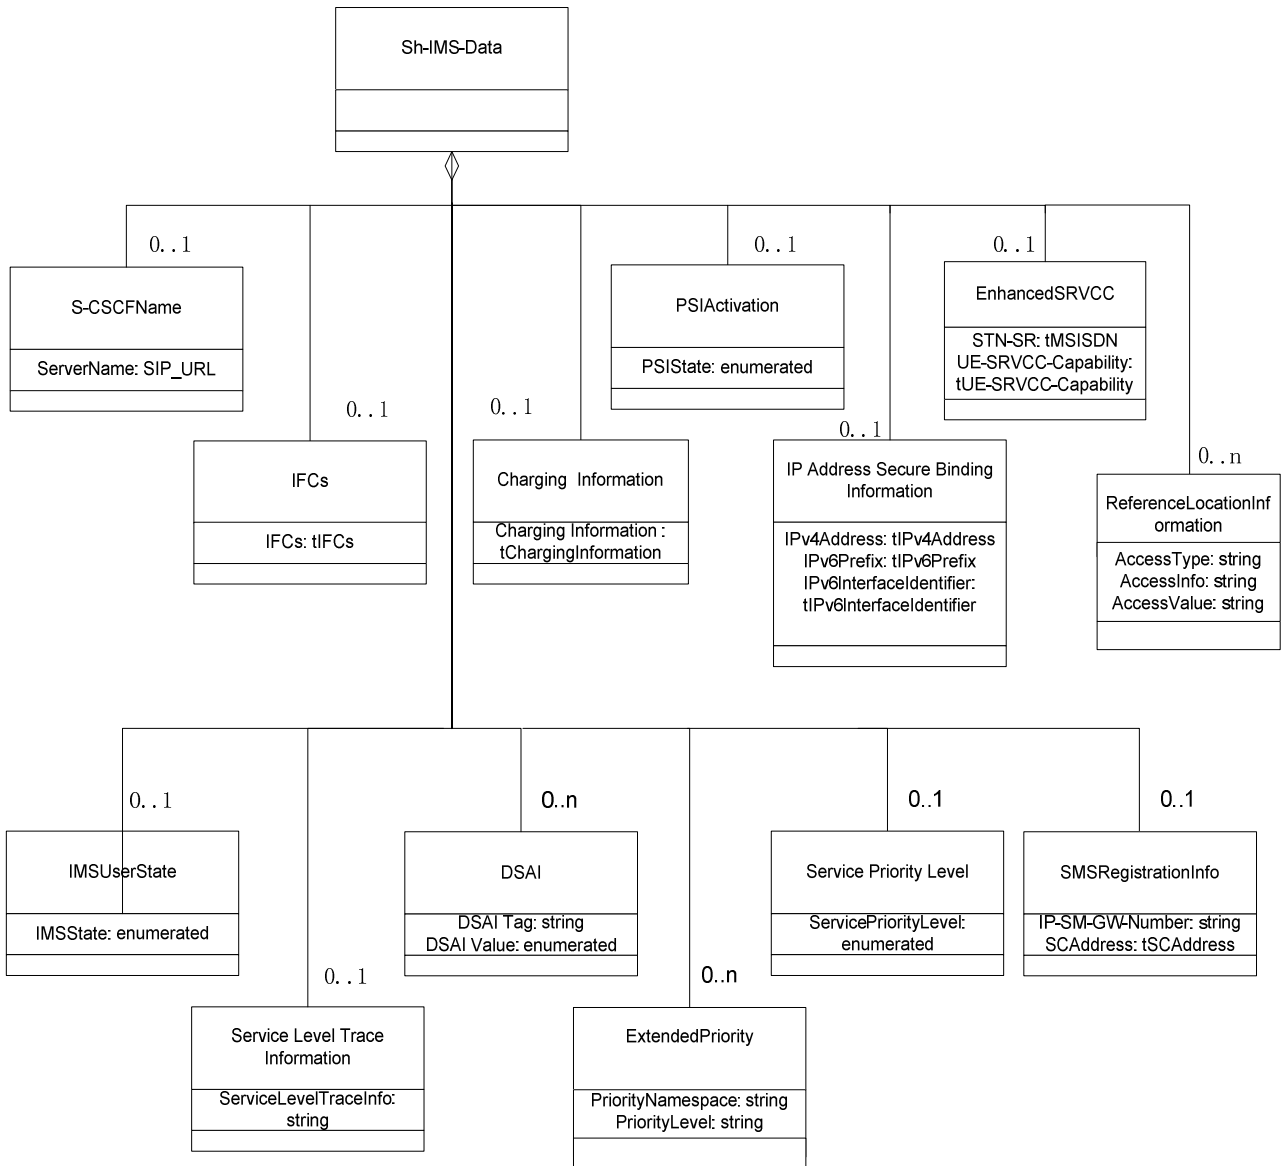 Sh-IMS-Data
0..1
S-CSCFName
ServerName: SIP_URL
0..1
IFCs
IFCs: tIFCs
0..1
Charging Information
Charging Information :
tChargingInformation
0..1
PSIActivation
PSIState: enumerated
0..1
IP Address Secure Binding
Information
IPv4Address: tIPv4Address
IPv6Prefix: tIPv6Prefix
IPv6InterfaceIdentifier:
tIPv6InterfaceIdentifier
0..1
EnhancedSRVCC
STN-SR: tMSISDN
UE-SRVCC-Capability:
tUE-SRVCC-Capability
0..n
ReferenceLocationInf
ormation
AccessType: string
AccessInfo: string
AccessValue: string
0..1
IMSUserState
IMSState: enumerated
0..1
Service Level Trace
Information
ServiceLevelTraceInfo:
string
0..n
DSAI
DSAI Tag: string
DSAI Value: enumerated
0..n
ExtendedPriority
PriorityNamespace: string
PriorityLevel: string
0..1
Service Priority Level
ServicePriorityLevel:
enumerated
0..1
SMSRegistrationInfo
IP-SM-GW-Number: string
SCAddress: tSCAddress